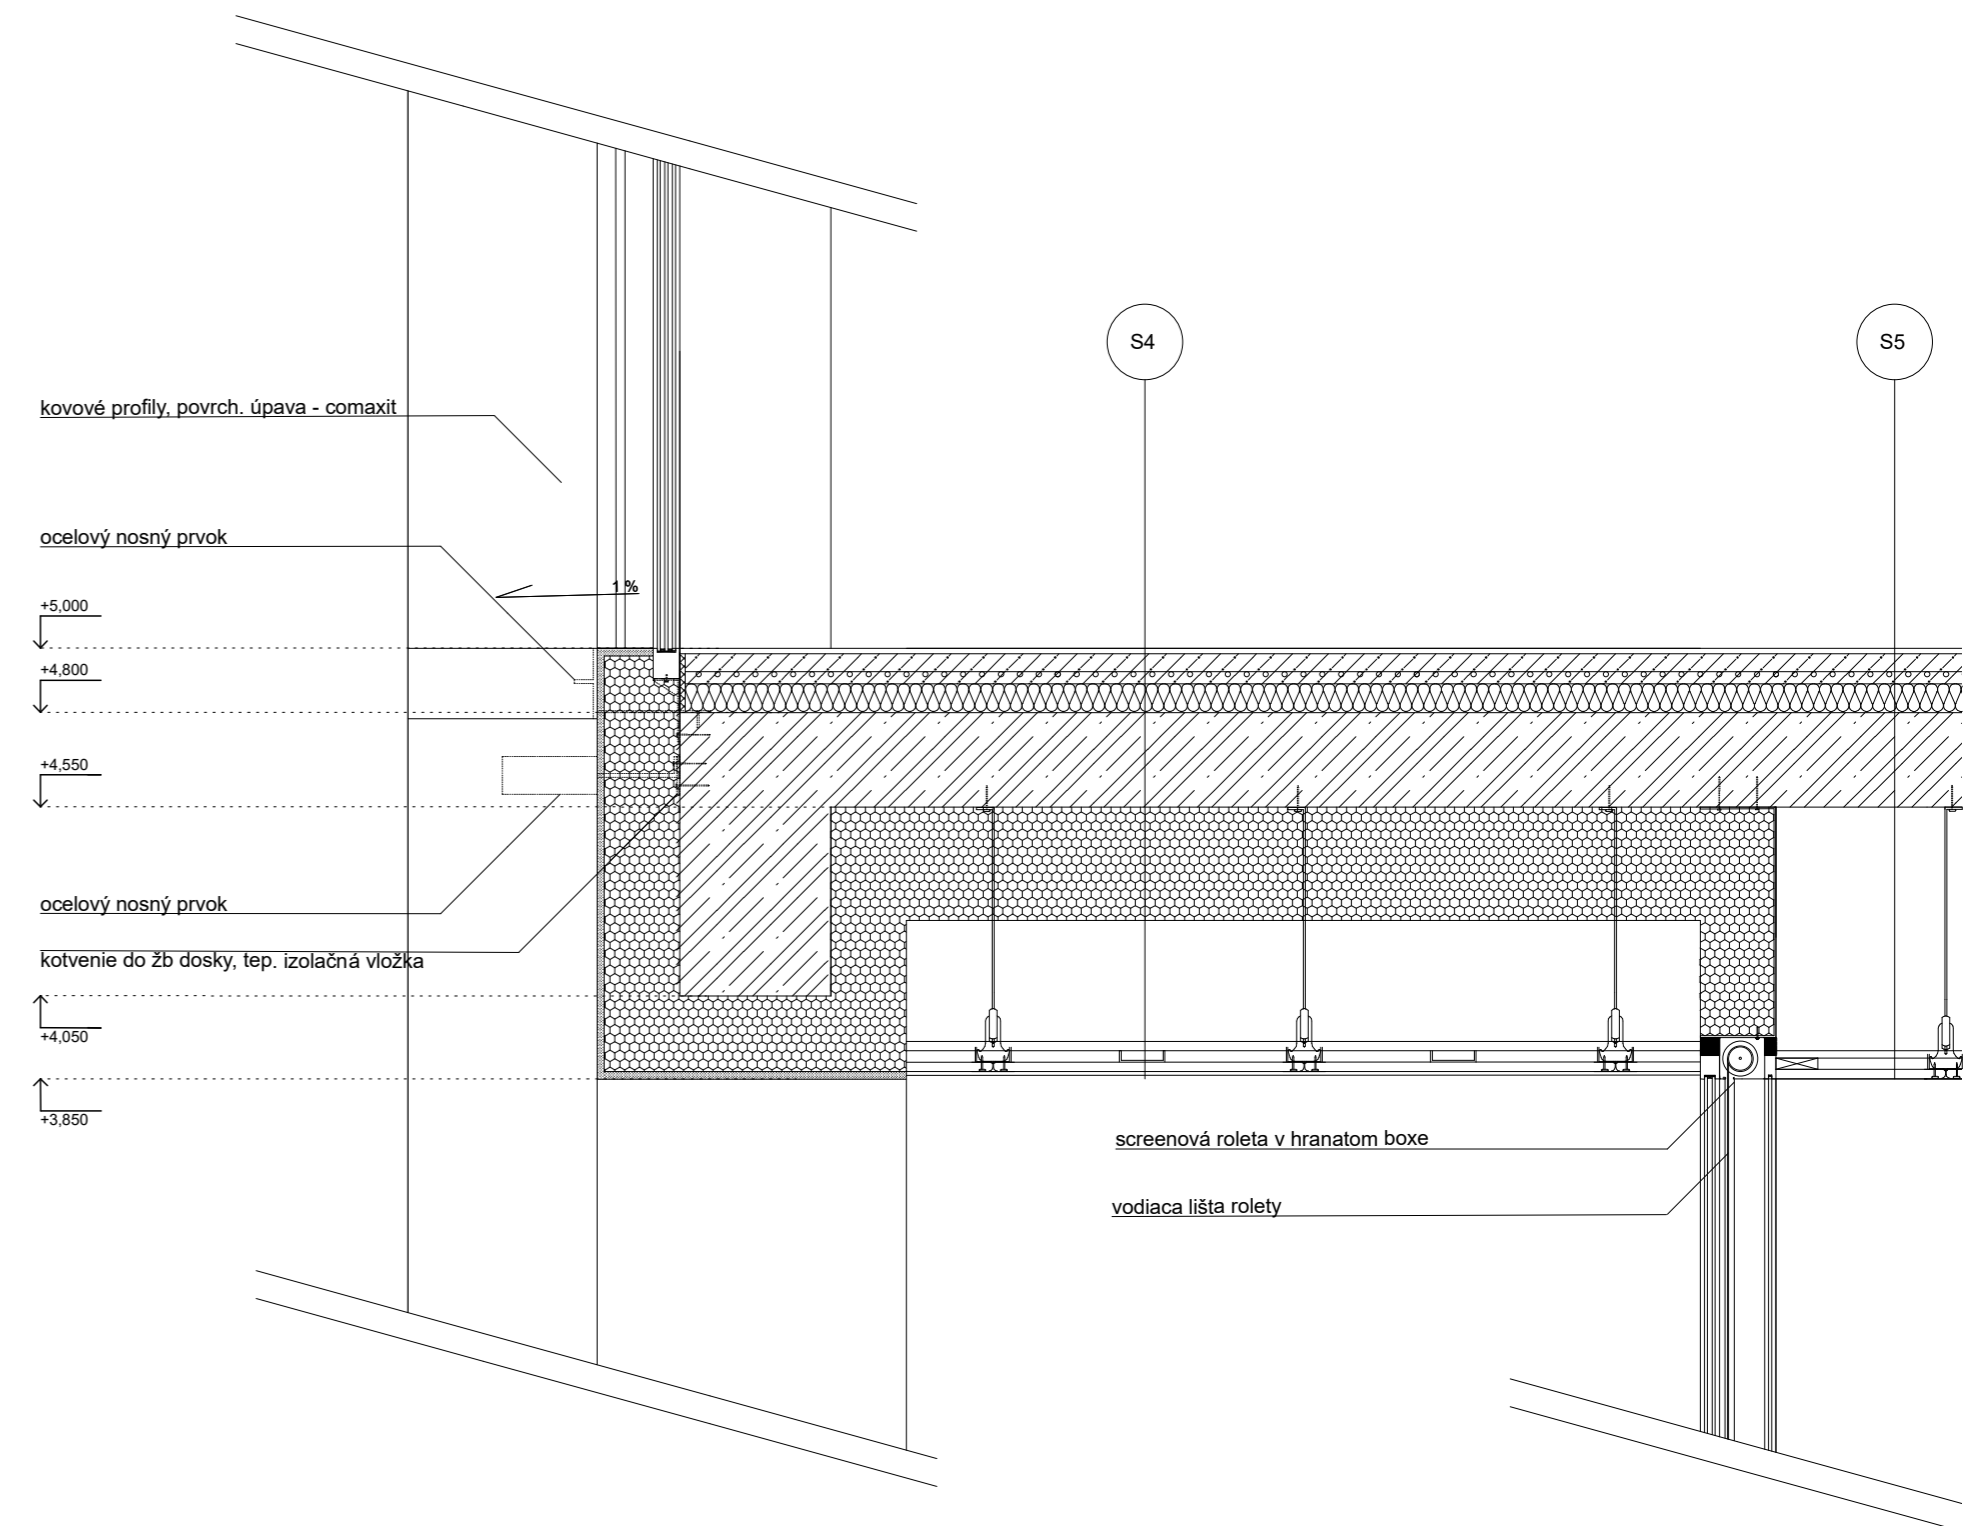 S4
S5
kovové profily, povrch. úpava - comaxit
ocelový nosný prvok
1 %
+5,000
+4,800
+4,550
ocelový nosný prvok
kotvenie do žb dosky, tep. izolačná vložka
+4,050
+3,850
screenová roleta v hranatom boxe
vodiaca lišta rolety